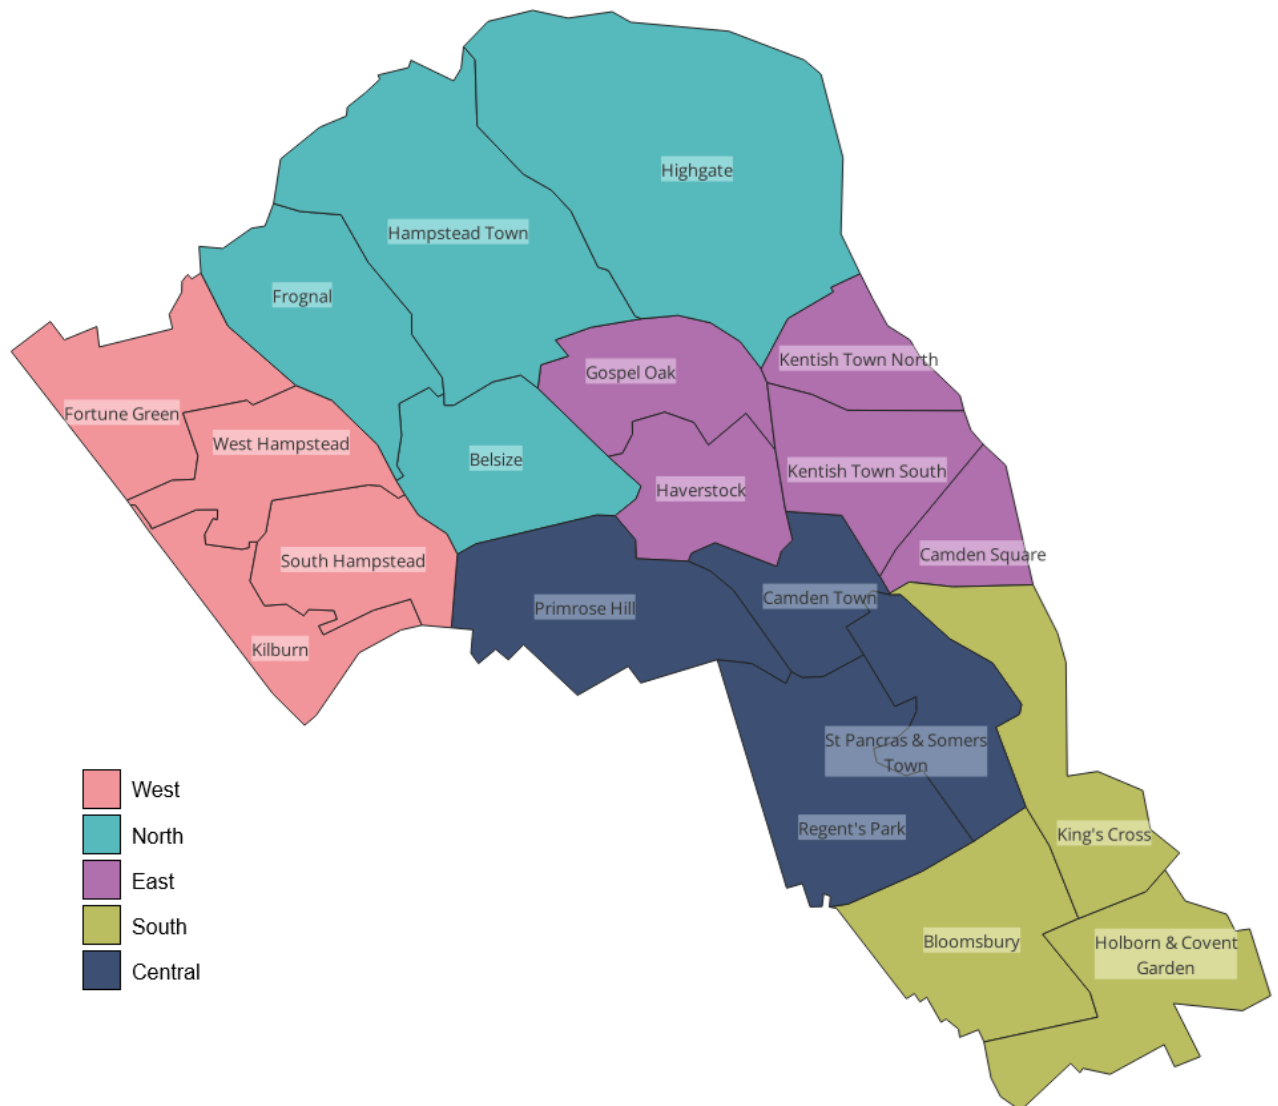 Highgate
Hampstead Town
Frognal
Kentish Town North
Gospel Oak
Fortune Green
West Hampstead
Belsize
Kentish Town South
Haverstock
Camden Square
South Hampstead
Camden Town
Primrose Hill
Kilburn
St Pancras & Somers
Town
Regent's Park
King's Cross
Bloomsbury
Holborn & Covent
Garden
West
North
East
South
Central